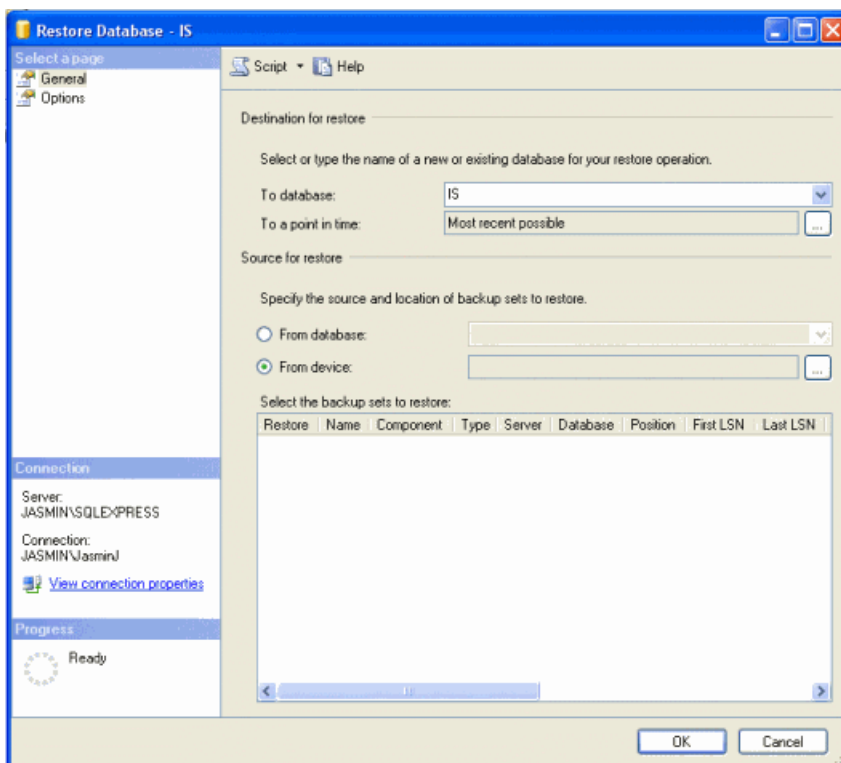 Restore Database - IS
Select a page
General
Options
Script
Help
Destination for restore
Select or type the name of a new or existing database for your restore operation.
To database:
IS
To a point in time:
Most recent possible
...
Source for restore
Specify the source and location of backup sets to restore.
From database:
From device:
...
Select the backup sets to restore:
Restore Name Component Type Server Database Position First LSN Last LSN
Connection
Server:
JASMIN\SQLEXPRESS
Connection:
JASMIN\JasminJ
View connection properties
Progress
Ready
OK
Cancel